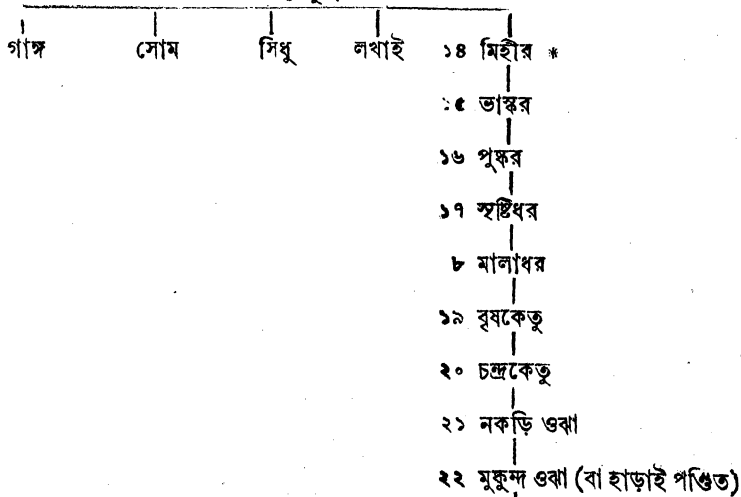 গাঙ্গ সোম সিধু লখাই ১৪ মিহীর *
১৫ ভাস্কর
১৬ পুষ্কর
১৭ সৃষ্টিধর
৮ মালাধর
১৯ বৃষকেতু
২০ চন্দ্রকেতু
২১ নকড়ি ওঝা
২২ মুকুন্দ ওঝা (বা হাড়াই পণ্ডিত)